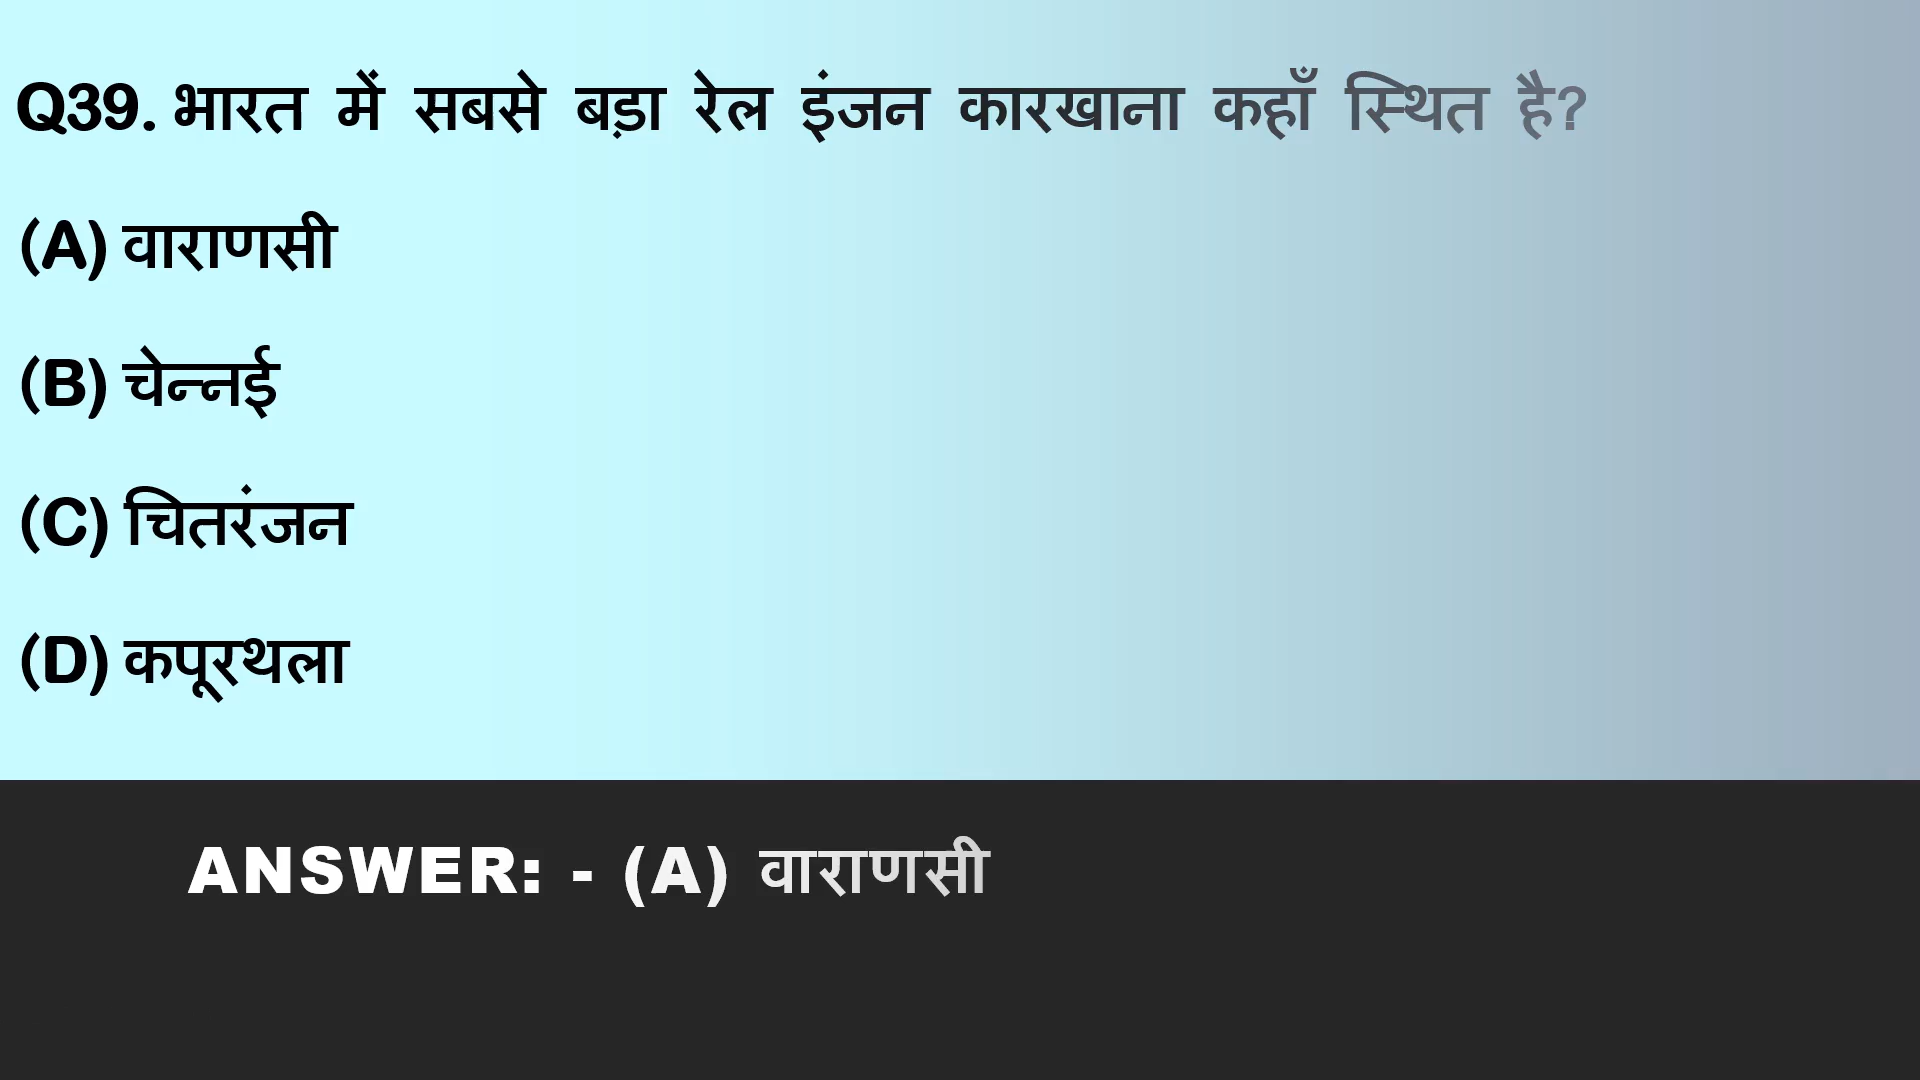 Q39. भारत में सबसे बड़ा रेल इंजन कारखाना कहाँ स्थित है?
(A) वाराणसी
(B) चेन्नई
(C) चितरंजन
(D) कपूरथला
ANSWER: - (A) वाराणसी